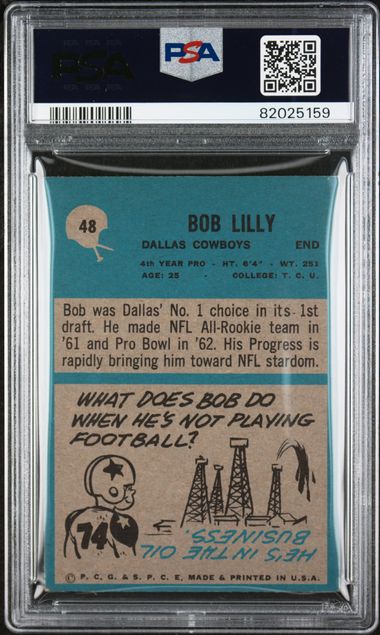 PSA
PSA
82025159
48
BOB LILLY
DALLAS COWBOYS END
4th YEAR PRO - HT. 6'4" - WT. 251
AGE: 25 - COLLEGE: T. C. U.
Bob was Dallas' No. 1 choice in its 1st
draft. He made NFL All-Rookie team in
'61 and Pro Bowl in '62. His Progress is
rapidly bringing him toward NFL stardom.
WHAT DOES BOB DO
WHEN HE'S NOT PLAYING
FOOTBALL?
74
HE'S IN THE OIL
BUSINESS.
© P. C. G. & S. P. C. E, MADE & PRINTED IN U.S.A.